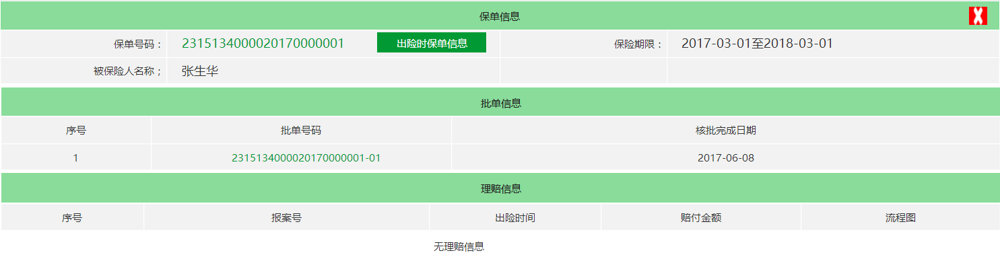 保单信息
保单号码： 2315134000020170000001 出险时保单信息 保险期限： 2017-03-01至2018-03-01
被保险人名称； 张生华
批单信息
序号 批单号码 核批完成日期
1 2315134000020170000001-01 2017-06-08
理赔信息
序号 报案号 出险时间 赔付金额 流程图
无理赔信息